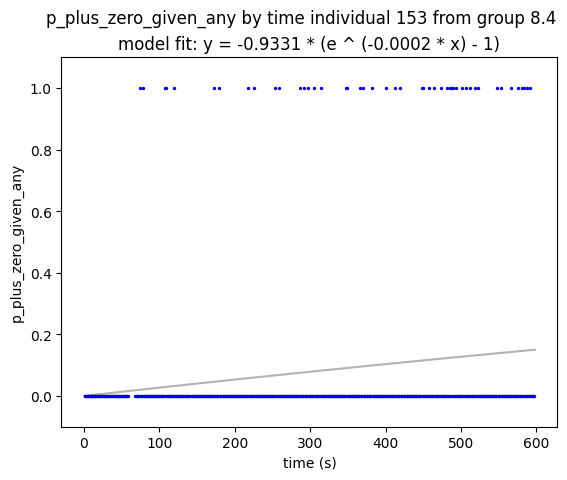 p_plus_zero_given_any by time individual 153 from group 8.4
model fit: y = -0.9331 * (e ^ (-0.0002 * x) - 1)
1.0
0.8
0.6
0.4
0.2
0.0
p_plus_zero_given_any
0 100 200 300 400 500 600
time (s)